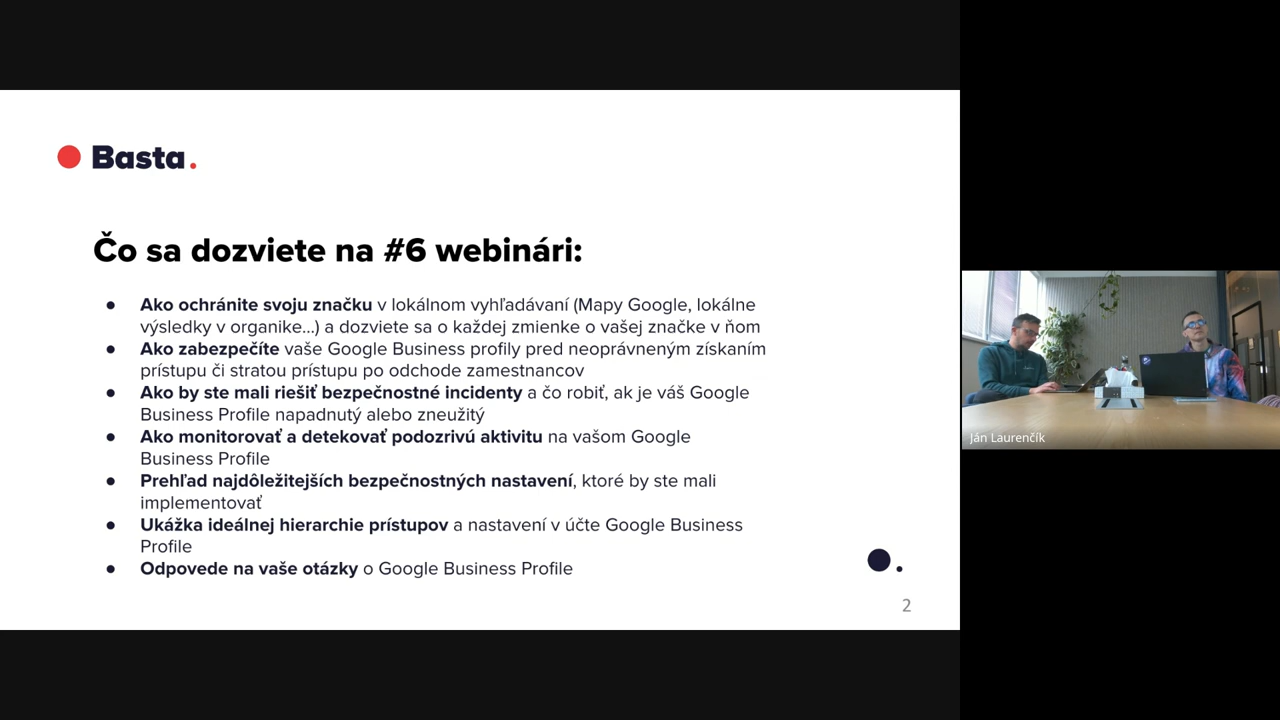 Basta.
Čo sa dozviete na #6 webinári:
● Ako ochránite svoju značku v lokálnom vyhľadávaní (Mapy Google, lokálne
výsledky v organike...) a dozviete sa o každej zmienke o vašej značke v ňom
● Ako zabezpečíte vaše Google Business profily pred neoprávneným získaním
prístupu či stratou prístupu po odchode zamestnancov
● Ako by ste mali riešiť bezpečnostné incidenty a čo robiť, ak je váš Google
Business Profile napadnutý alebo zneužitý
● Ako monitorovať a detekovať podozrivú aktivitu na vašom Google
Business Profile
● Prehľad najdôležitejších bezpečnostných nastavení, ktoré by ste mali
implementovať
● Ukážka ideálnej hierarchie prístupov a nastavení v účte Google Business
Profile
● Odpovede na vaše otázky o Google Business Profile
2
Ján Laurenčík